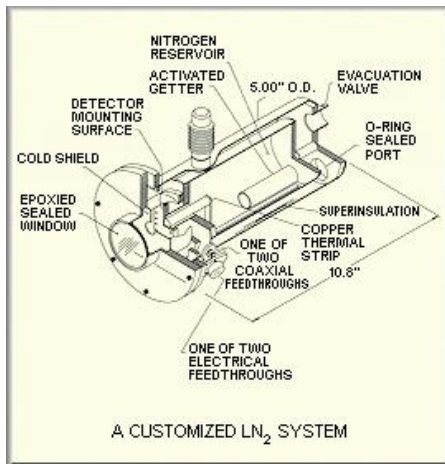 NITROGEN
RESERVOIR
ACTIVATED
GETTER
5.00" O.D.
EVACUATION
VALVE
DETECTOR
MOUNTING
SURFACE
O-RING
SEALED
PORT
COLD SHIELD
EPOXIED
SEALED
WINDOW
SUPERINSULATION
COPPER
THERMAL
STRIP
ONE OF
TWO
COAXIAL
FEEDTHROUGHS
10.8"
ONE OF TWO
ELECTRICAL
FEEDTHROUGHS
A CUSTOMIZED LN₂ SYSTEM